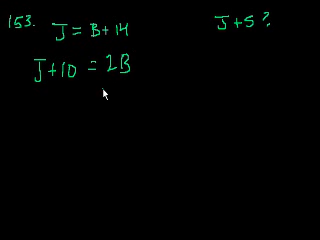 153. J = B + 14
J + 5 ?
J + 10 = 2B